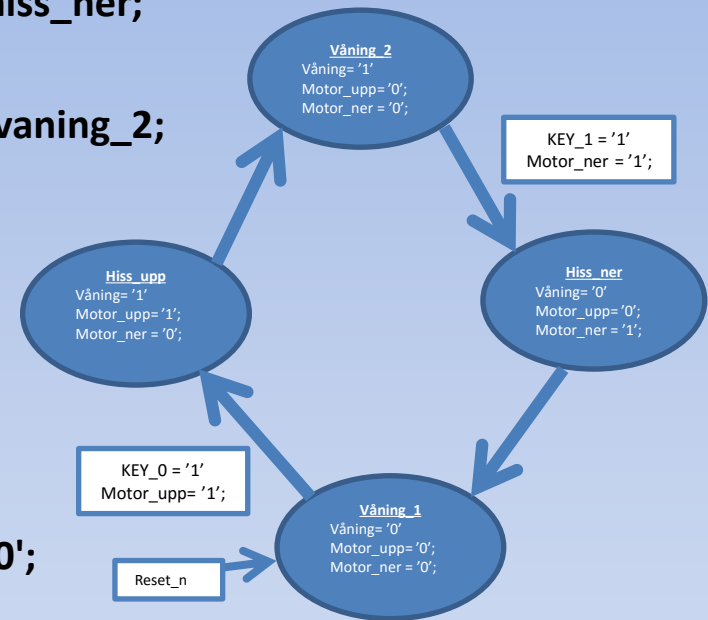 hiss_ner;
vaning_2;
0';
Våning_2
Våning= ’1’
Motor_upp= ’0’;
Motor_ner = ’0’;
KEY_1 = ’1’
Motor_ner = ’1’;
Hiss_upp
Våning= ’1’
Motor_upp= ’1’;
Motor_ner = ’0’;
Hiss_ner
Våning= ’0’
Motor_upp= ’0’;
Motor_ner = ’1’;
KEY_0 = ’1’
Motor_upp= ’1’;
Våning_1
Våning= ’0’
Motor_upp= ’0’;
Motor_ner = ’0’;
Reset_n